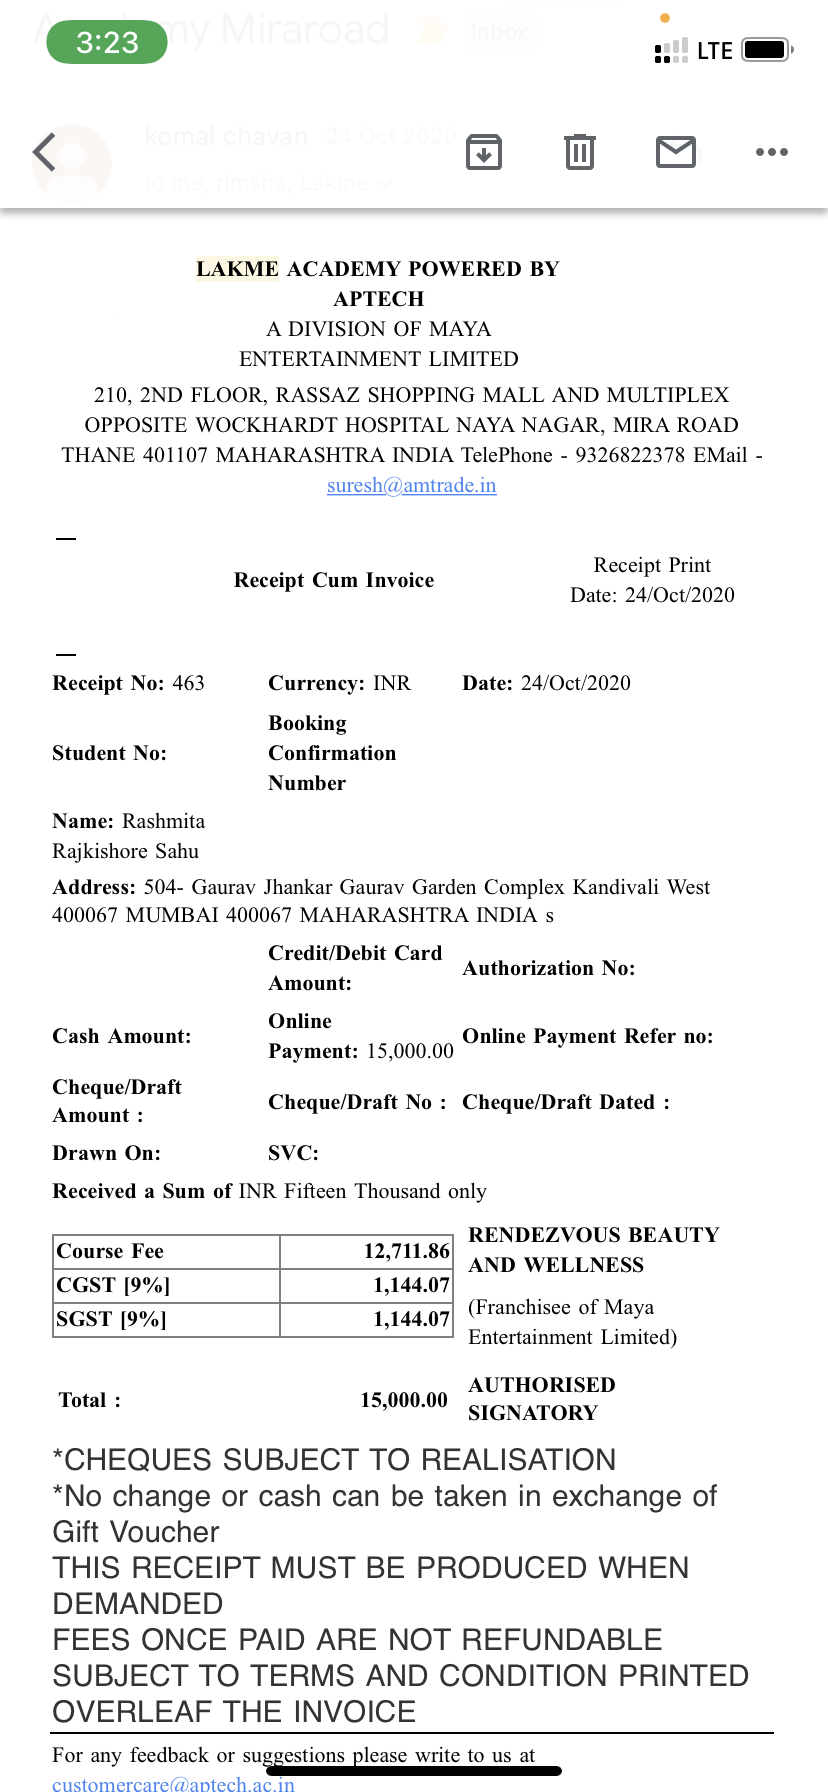 Academy Miraroad Inbox
3:23
LTE
komal chavan 24 Oct 2020
to me, rimsha, Lakme
LAKME ACADEMY POWERED BY
APTECH
A DIVISION OF MAYA
ENTERTAINMENT LIMITED
210, 2ND FLOOR, RASSAZ SHOPPING MALL AND MULTIPLEX
OPPOSITE WOCKHARDT HOSPITAL NAYA NAGAR, MIRA ROAD
THANE 401107 MAHARASHTRA INDIA TelePhone - 9326822378 EMail -
suresh@amtrade.in
Receipt Cum Invoice
Receipt Print
Date: 24/Oct/2020
Receipt No: 463 Currency: INR Date: 24/Oct/2020
Student No:
Booking
Confirmation
Number
Name: Rashmita
Rajkishore Sahu
Address: 504- Gaurav Jhankar Gaurav Garden Complex Kandivali West
400067 MUMBAI 400067 MAHARASHTRA INDIA s
Credit/Debit Card
Amount:
Authorization No:
Cash Amount:
Online
Payment: 15,000.00
Online Payment Refer no:
Cheque/Draft
Amount :
Cheque/Draft No : Cheque/Draft Dated :
Drawn On: SVC:
Received a Sum of INR Fifteen Thousand only
Course Fee 12,711.86
CGST [9%] 1,144.07
SGST [9%] 1,144.07
RENDEZVOUS BEAUTY
AND WELLNESS
(Franchisee of Maya
Entertainment Limited)
Total : 15,000.00
AUTHORISED
SIGNATORY
*CHEQUES SUBJECT TO REALISATION
*No change or cash can be taken in exchange of
Gift Voucher
THIS RECEIPT MUST BE PRODUCED WHEN
DEMANDED
FEES ONCE PAID ARE NOT REFUNDABLE
SUBJECT TO TERMS AND CONDITION PRINTED
OVERLEAF THE INVOICE
For any feedback or suggestions please write to us at
customercare@aptech.ac.in